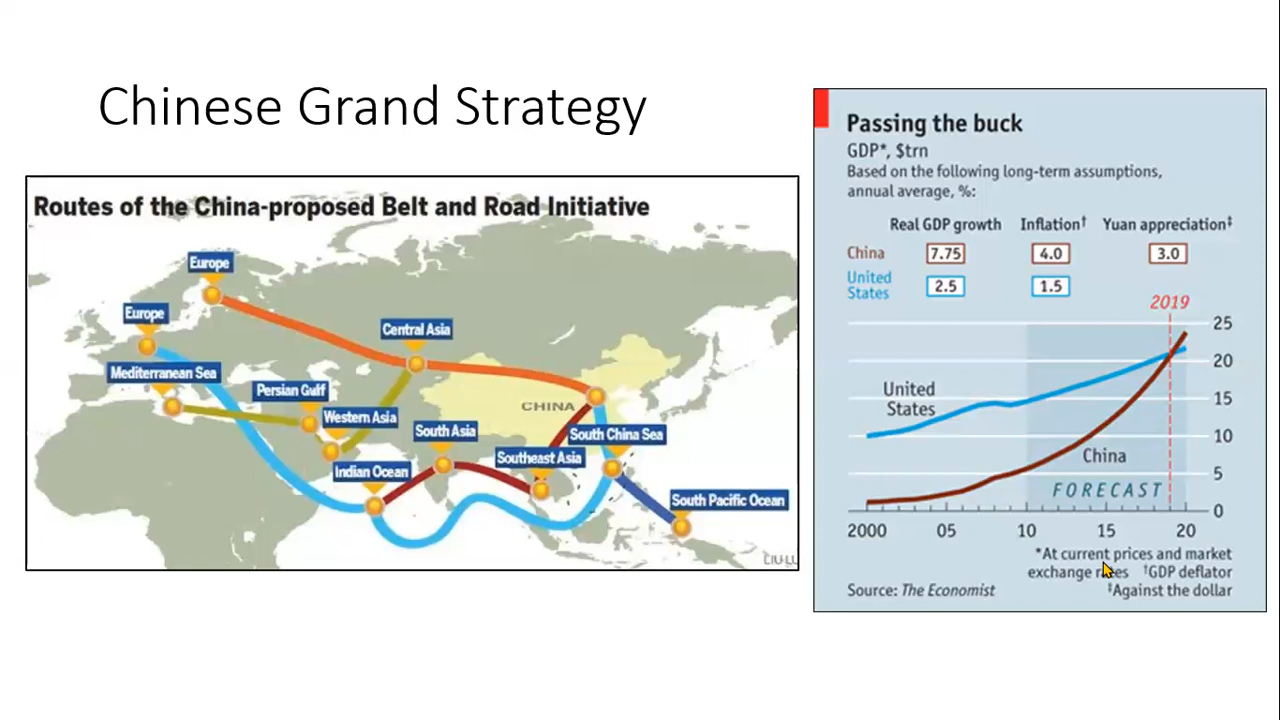 Chinese Grand Strategy
Routes of the China-proposed Belt and Road Initiative
Europe
Europe
Central Asia
Mediterranean Sea
Persian Gulf
Western Asia
CHINA
South Asia
South China Sea
Southeast Asia
Indian Ocean
South Pacific Ocean
Passing the buck
GDP*, $trn
Based on the following long-term assumptions,
annual average, %:
Real GDP growth Inflation† Yuan appreciation‡
China 7.75 4.0 3.0
United
States 2.5 1.5
2019
25
20
15
10
5
0
United
States
China
FORECAST
2000 05 10 15 20
*At current prices and market
exchange †GDP deflator
Source: The Economist ‡Against the dollar